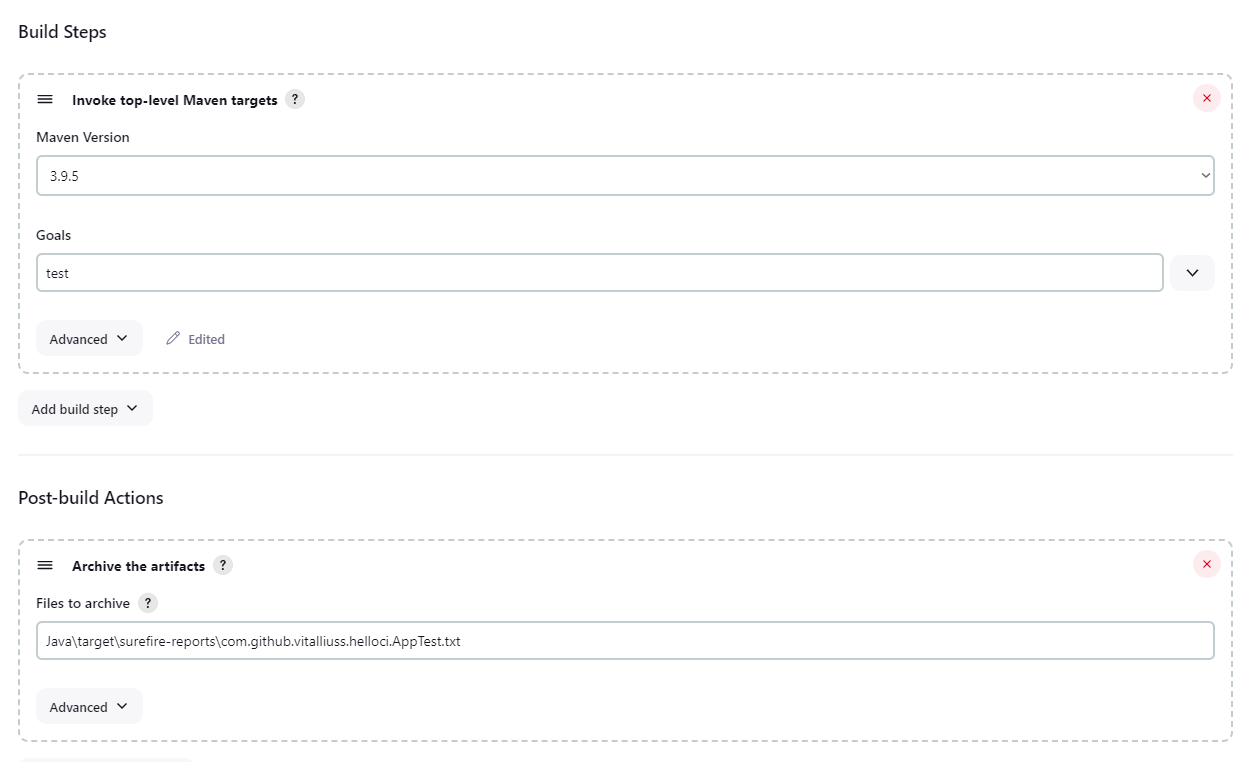 Build Steps
Invoke top-level Maven targets ?
Maven Version
3.9.5
Goals
test
Advanced Edited
Add build step
Post-build Actions
Archive the artifacts ?
Files to archive ?
Java\target\surefire-reports\com.github.vitalliuss.helloci.AppTest.txt
Advanced